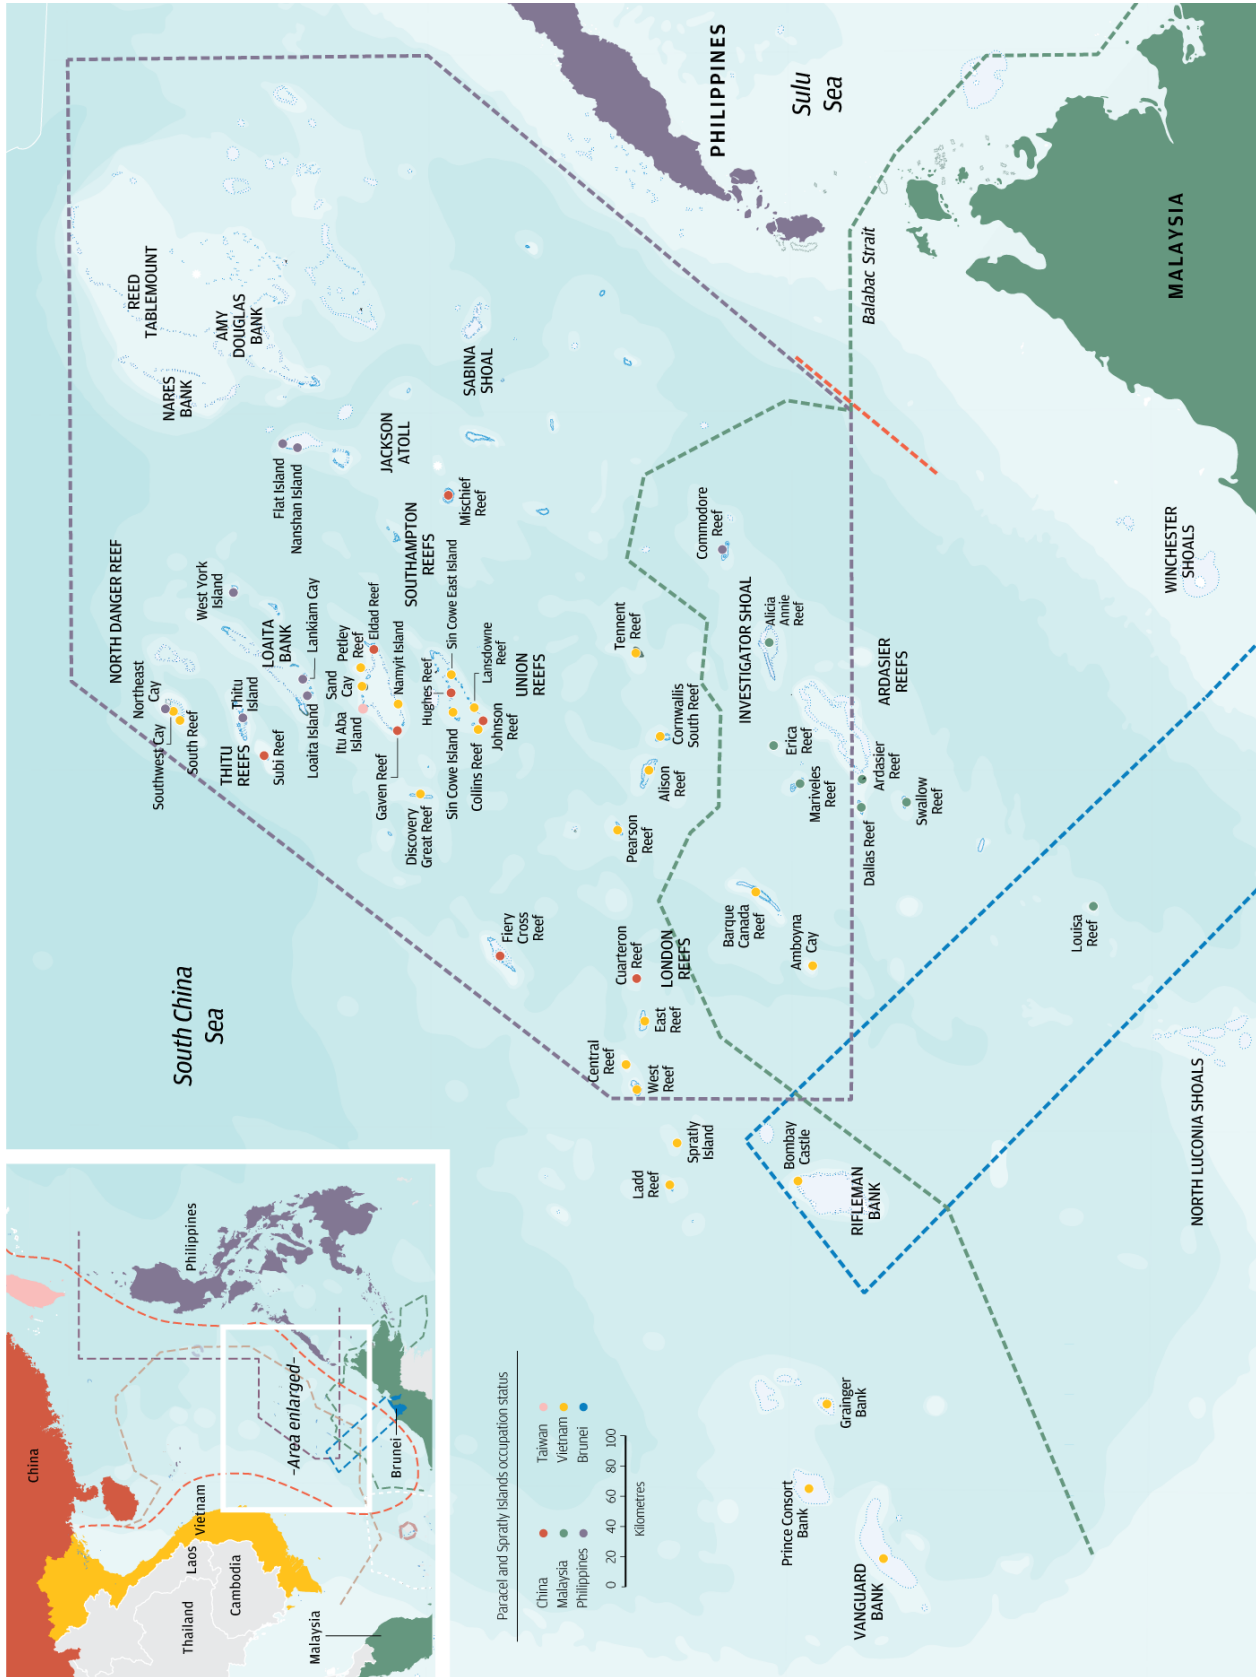 South China
Sea
PHILIPPINES
Sulu
Sea
MALAYSIA
Balabac Strait
REED
TABLEMOUNT
NARES
BANK
AMY
DOUGLAS
BANK
SABINA
SHOAL
JACKSON
ATOLL
Flat Island
Nanshan Island
Mischief
Reef
SOUTHAMPTON
REEFS
NORTH DANGER REEF
Northeast
Cay
Southwest Cay
South Reef
West York
Island
Thitu
Island
THITU
REEFS
Subi Reef
LOAITA
BANK
Lankiam Cay
Loaita Island
Sand
Cay
Petley
Reef
Eldad Reef
Itu Aba
Island
Namyit Island
Gaven Reef
Discovery
Great Reef
Sin Cowe East Island
Hughes Reef
Lansdowne
Reef
Sin Cowe Island
Collins Reef
Johnson
Reef
UNION
REEFS
Fiery
Cross
Reef
Tennent
Reef
Cornwallis
South Reef
Alison
Reef
Pearson
Reef
Commodore
Reef
INVESTIGATOR SHOAL
Alicia
Annie
Reef
Erica
Reef
Mariveles
Reef
ARDASIER
REEFS
Ardasier
Reef
Dallas Reef
Swallow
Reef
Barque
Canada
Reef
Amboyna
Cay
Cuarteron
Reef
LONDON
REEFS
East
Reef
Central
Reef
West
Reef
Spratly
Island
Ladd
Reef
Bombay
Castle
RIFLEMAN
BANK
Louisa
Reef
WINCHESTER
SHOALS
NORTH LUCONIA SHOALS
Grainger
Bank
Prince Consort
Bank
VANGUARD
BANK
China
Vietnam
Laos
Thailand
Cambodia
Malaysia
Philippines
-Area enlarged-
Brunei
Paracel and Spratly Islands occupation status
China
Taiwan
Malaysia
Vietnam
Philippines
Brunei
0 20 40 60 80 100
Kilometres